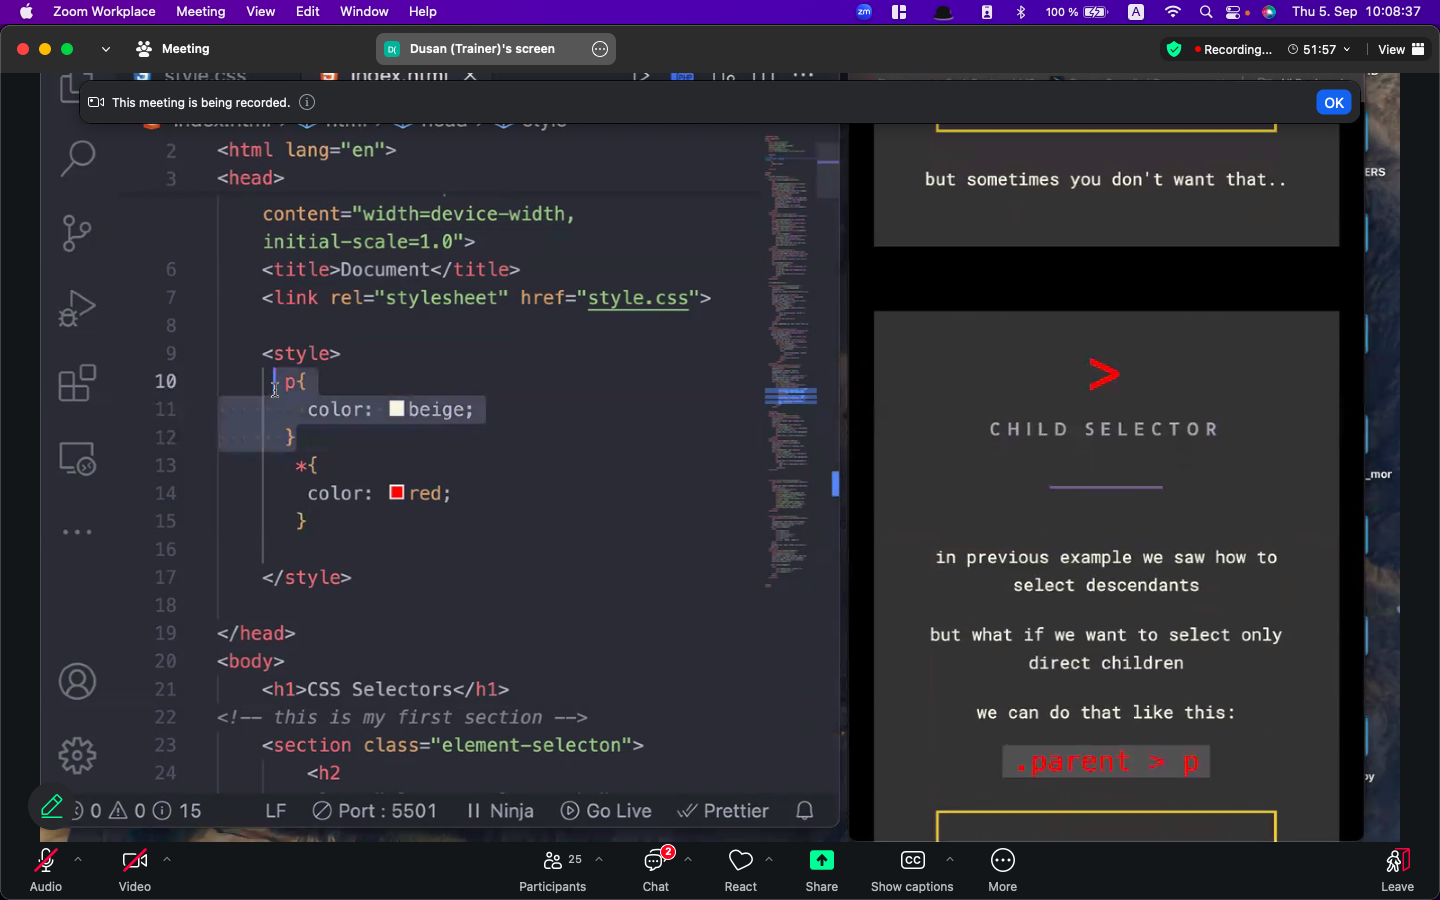 Zoom Workplace Meeting View Edit Window Help
zm 100 % A Thu 5. Sep 10:08:37
Meeting
D( Dusan (Trainer)'s screen
Recording... 51:57 View
This meeting is being recorded.
OK
style.css index.html
index.html > html > head > style
2 <html lang="en">
3 <head>
content="width=device-width,
initial-scale=1.0">
6 <title>Document</title>
7 <link rel="stylesheet" href="style.css">
8
9 <style>
10 p{
11 color: beige;
12 }
13 *{
14 color: red;
15 }
16
17 </style>
18
19 </head>
20 <body>
21 <h1>CSS Selectors</h1>
22 <!-- this is my first section -->
23 <section class="element-selecton">
24 <h2
0 0 15 LF Port : 5501 Ninja Go Live Prettier
but sometimes you don't want that..
>
CHILD SELECTOR
in previous example we saw how to
select descendants
but what if we want to select only
direct children
we can do that like this:
.parent > p
ERS
_mor
Audio Video 25 Participants 2 Chat React Share CC Show captions More Leave